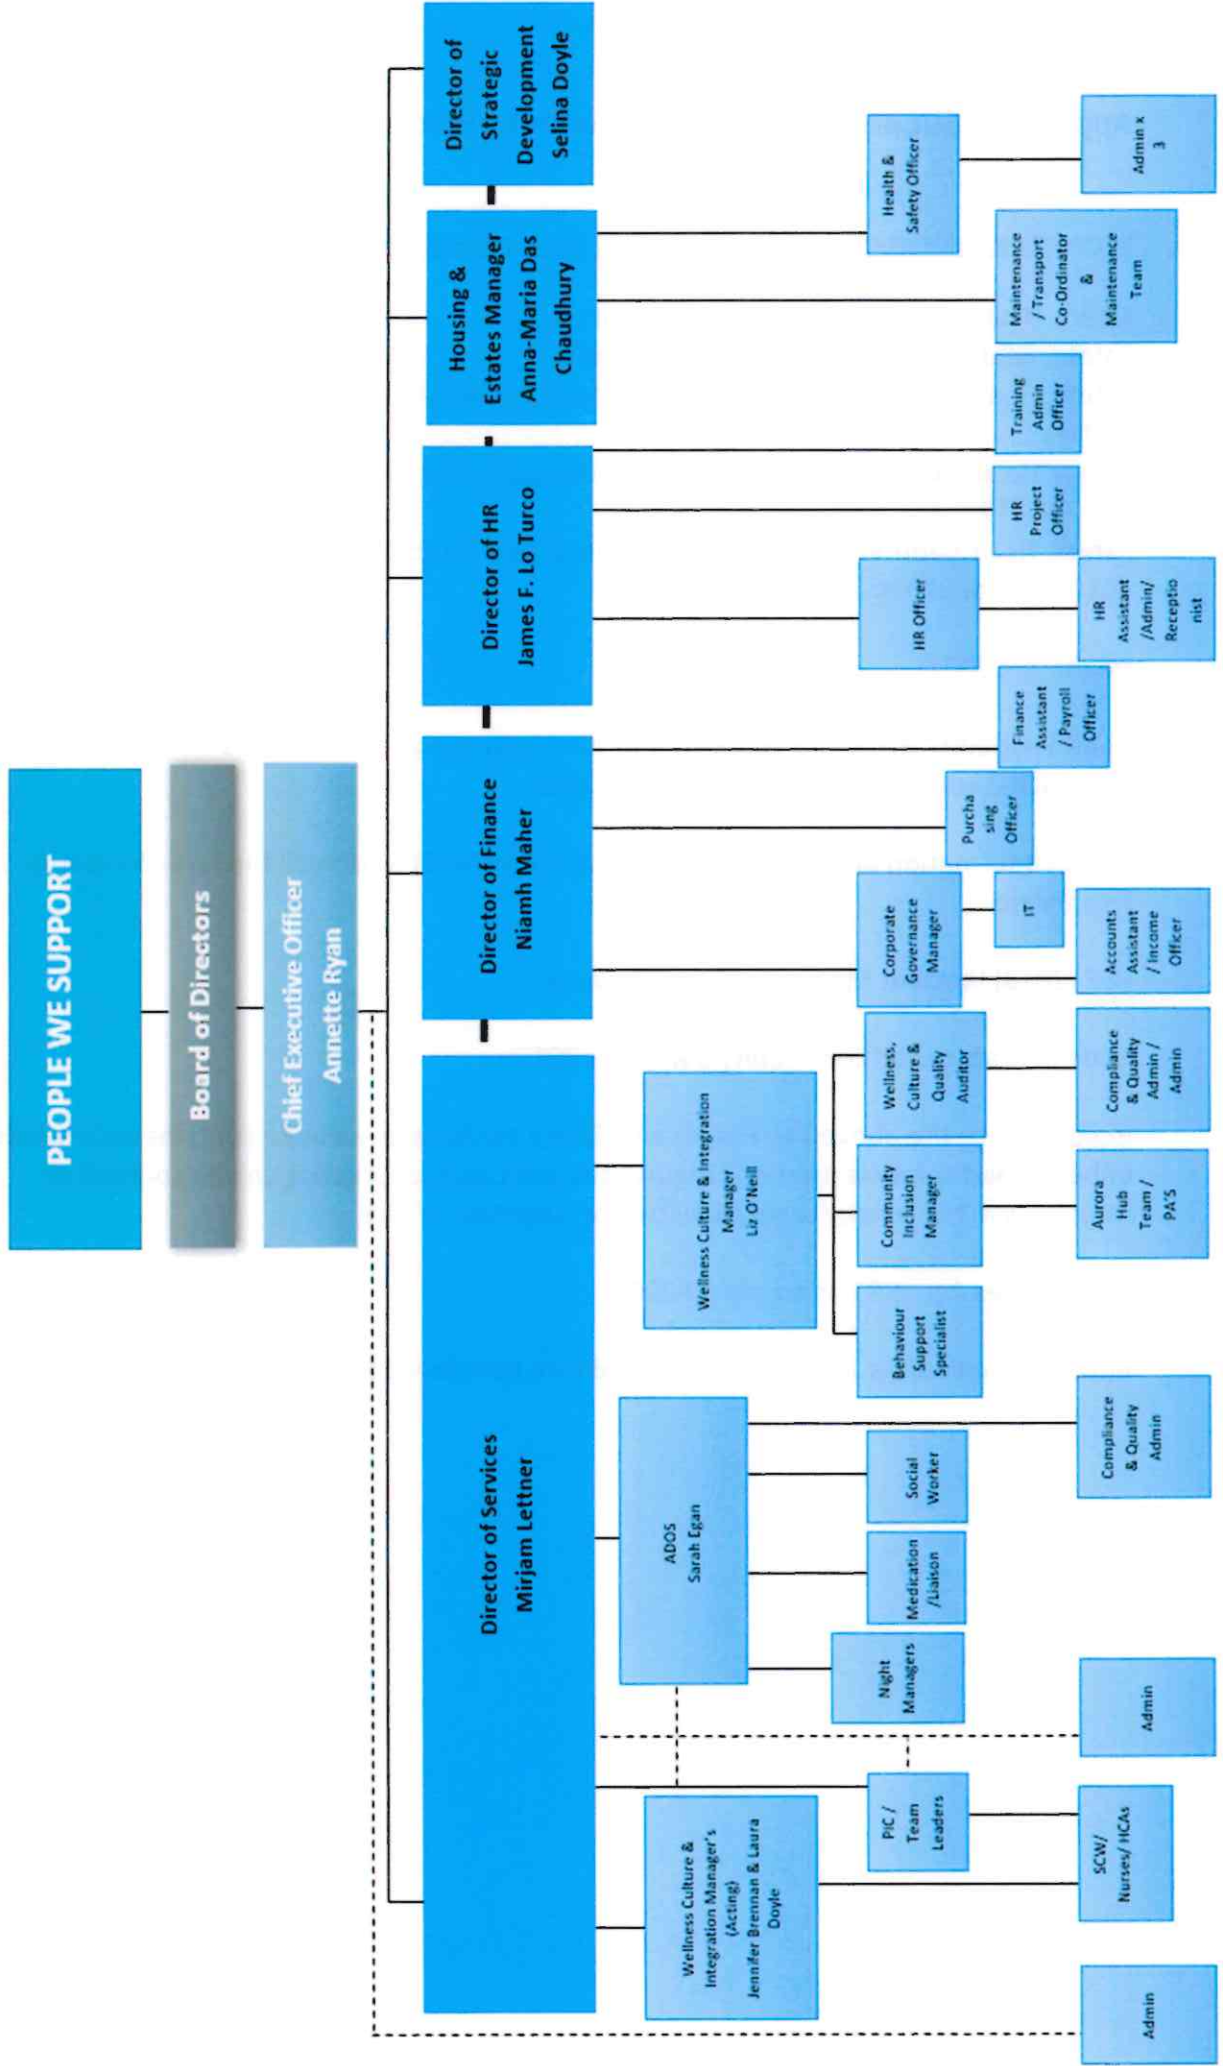 PEOPLE WE SUPPORT
Board of Directors
Chief Executive Officer
Annette Ryan
Director of Services
Mirjam Lettner
Director of Finance
Niamh Maher
Director of HR
James F. Lo Turco
Housing &
Estates Manager
Anna-Maria Das
Chaudhury
Director of
Strategic
Development
Selina Doyle
Wellness Culture &
Integration Manager's
(Acting)
Jennifer Brennan & Laura
Doyle
ADOS
Sarah Egan
Wellness Culture & Integration
Manager
Liz O'Neill
PIC /
Team
Leaders
Night
Managers
Medication
/Liaison
Social
Worker
Behaviour
Support
Specialist
Community
Inclusion
Manager
Wellness,
Culture &
Quality
Auditor
Corporate
Governance
Manager
IT
Purcha
sing
Officer
Finance
Assistant
/ Payroll
Officer
HR Officer
HR
Project
Officer
Training
Admin
Officer
Maintenance
/ Transport
Co-Ordinator
&
Maintenance
Team
Health &
Safety Officer
Admin
SCW/
Nurses/ HCAs
Admin
Compliance
& Quality
Admin
Aurora
Hub
Team /
PA'S
Compliance
& Quality
Admin /
Admin
Accounts
Assistant
/ Income
Officer
HR
Assistant
/Admin/
Receptio
nist
Admin x
3